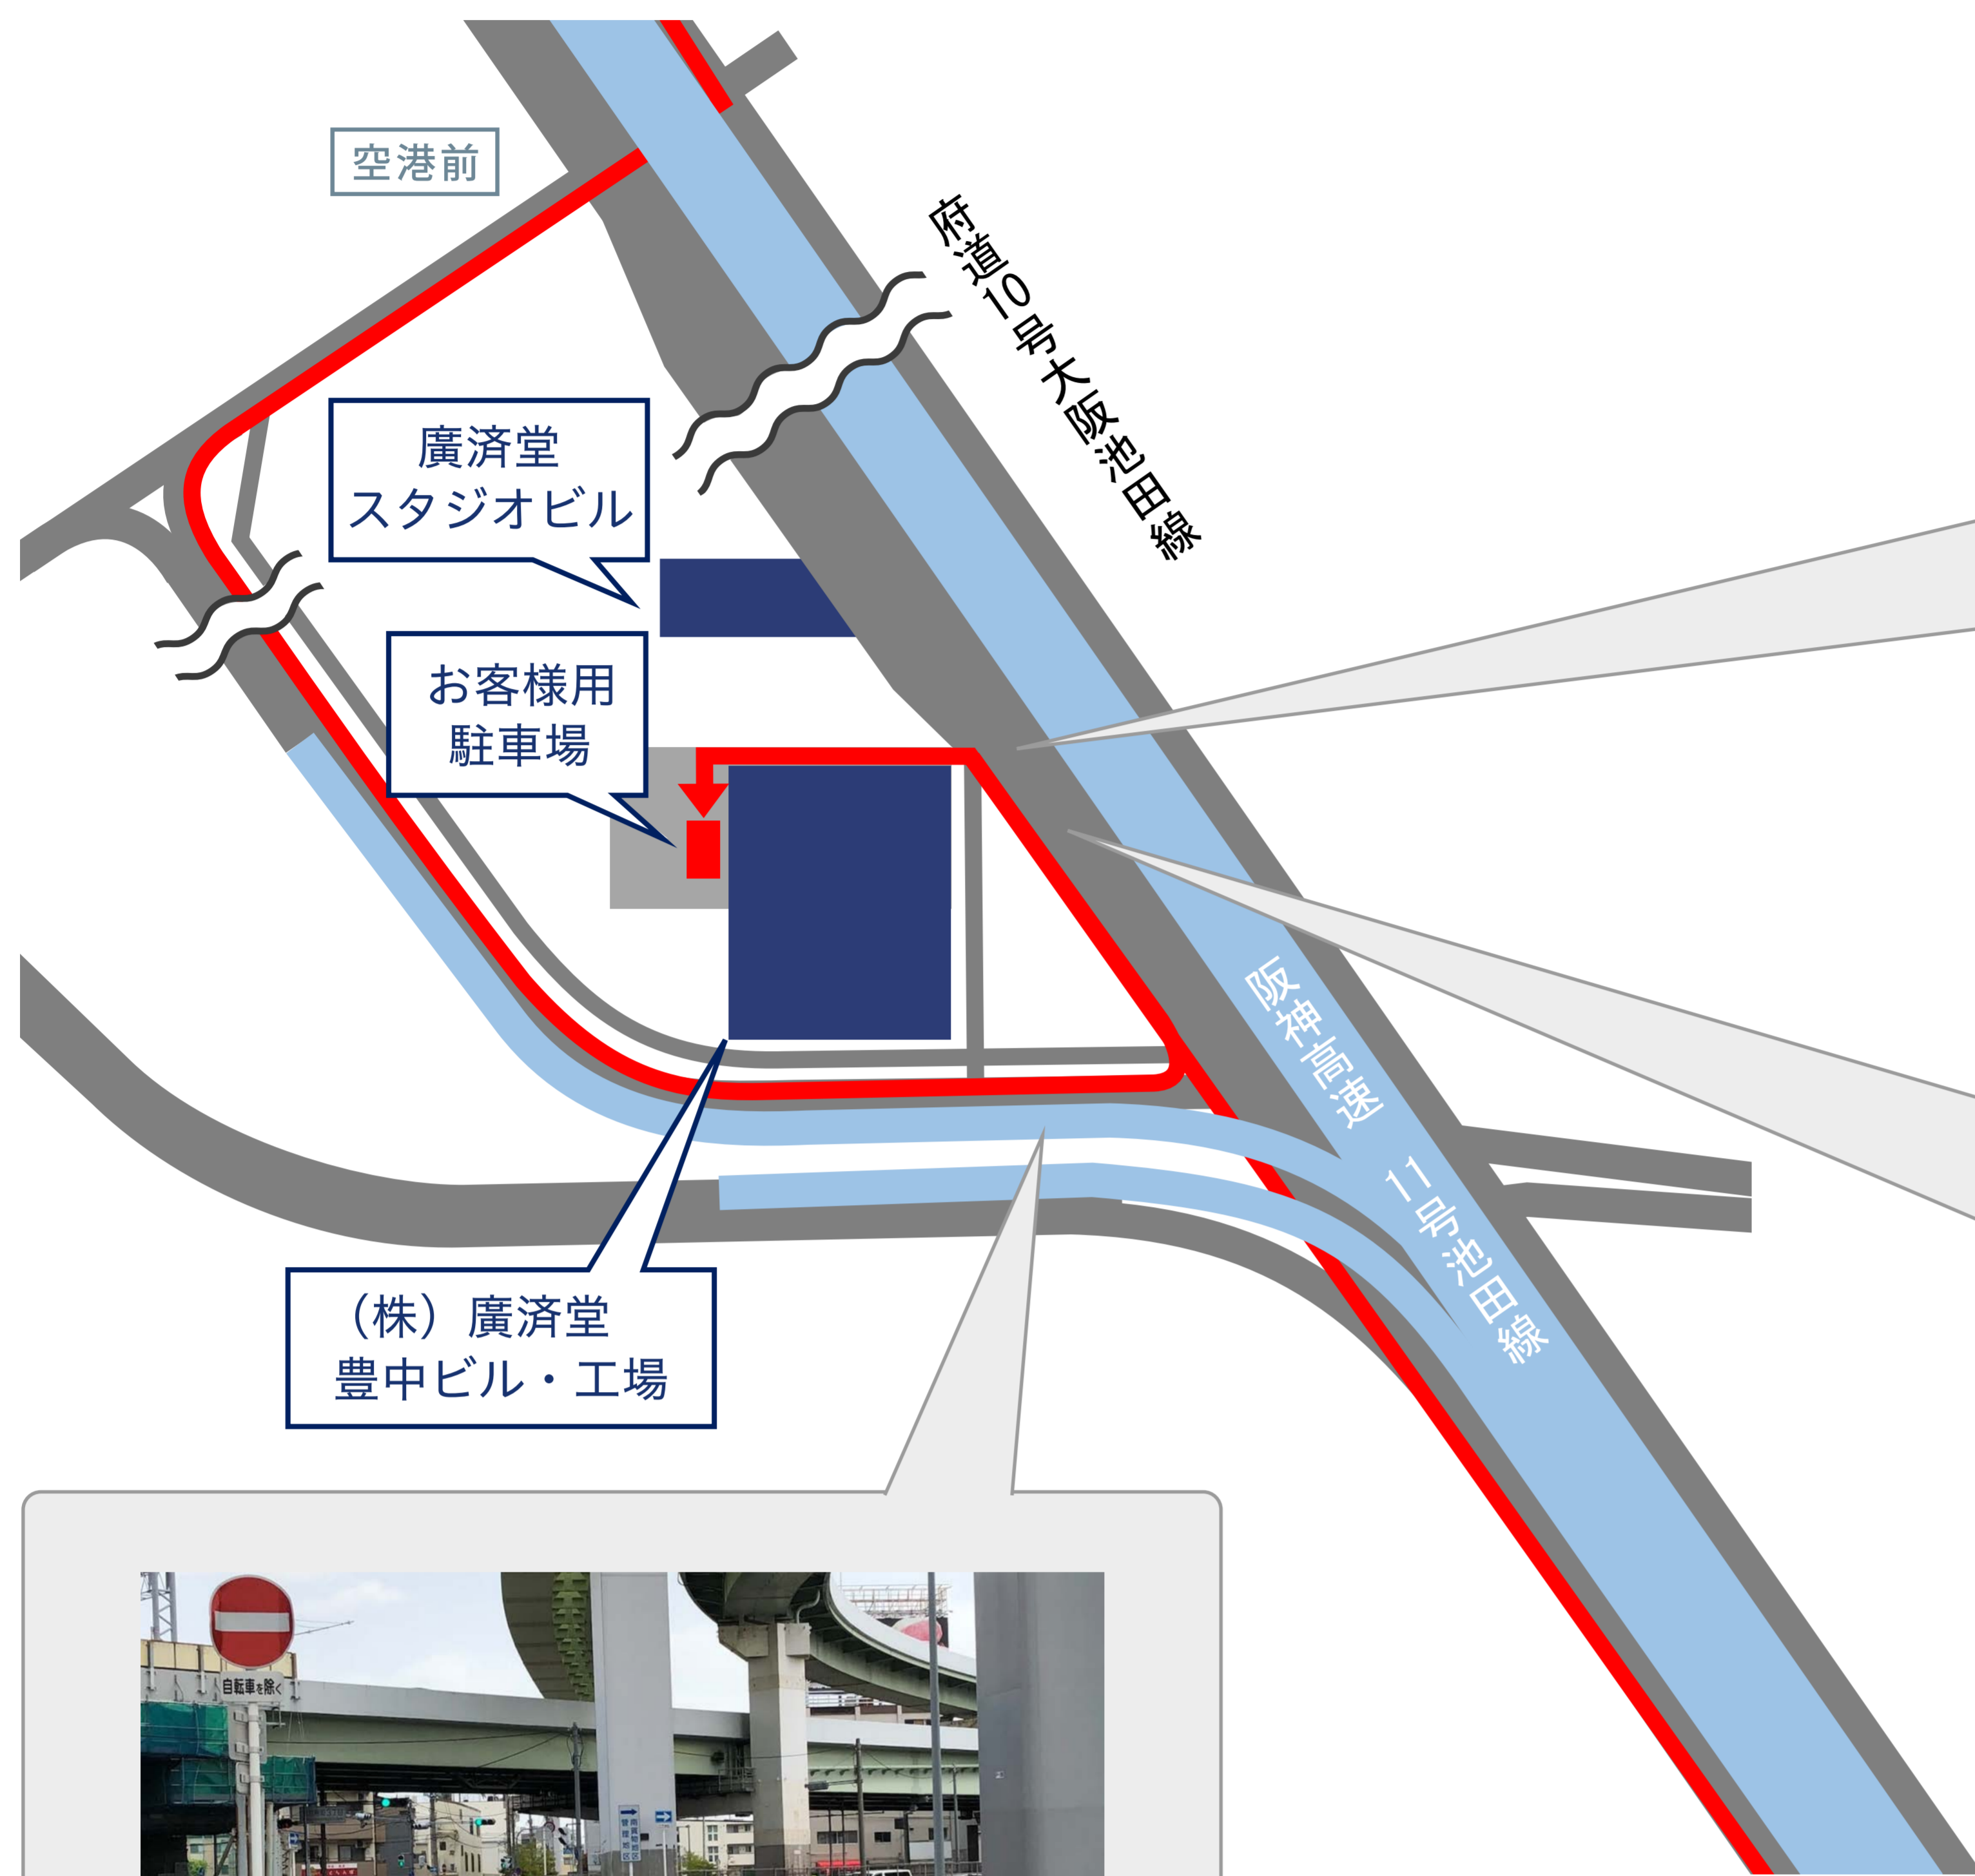 空港前
府道10号大阪池田線
廣済堂
スタジオビル
お客様用
駐車場
阪神高速 11号池田線
（株）廣済堂
豊中ビル・工場
自転車を除く